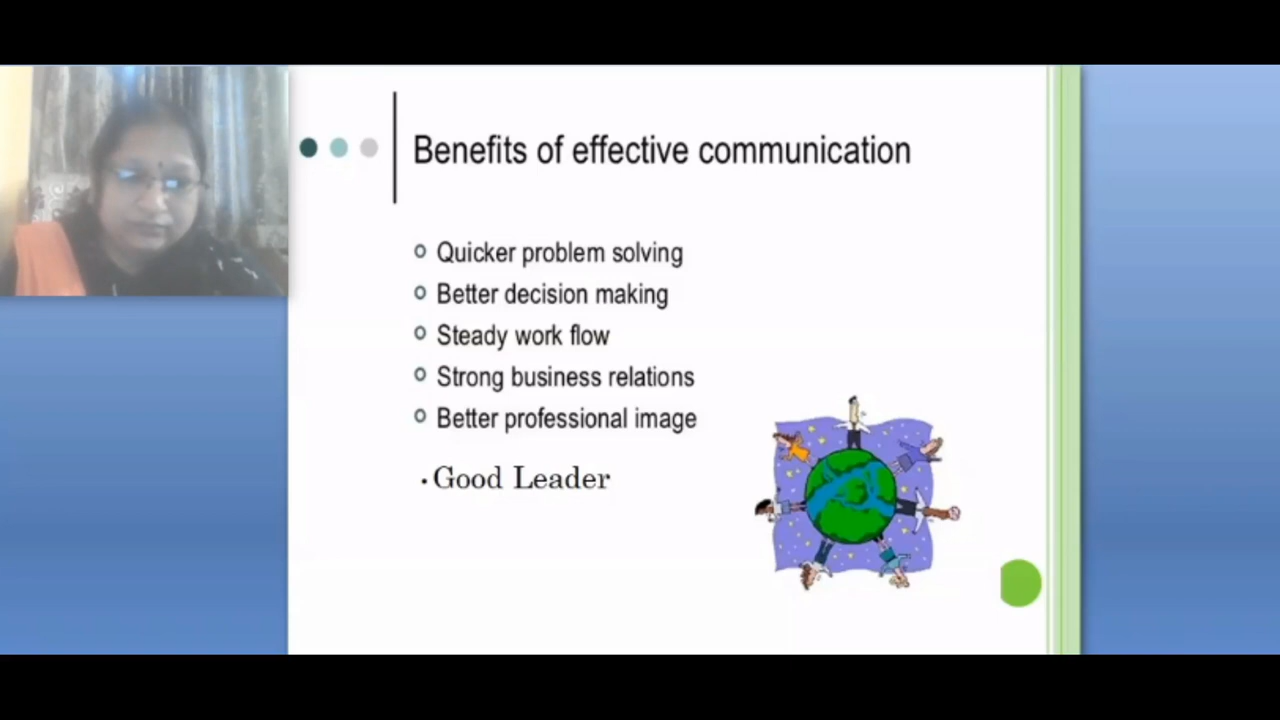 Benefits of effective communication
Quicker problem solving
Better decision making
Steady work flow
Strong business relations
Better professional image
Good Leader